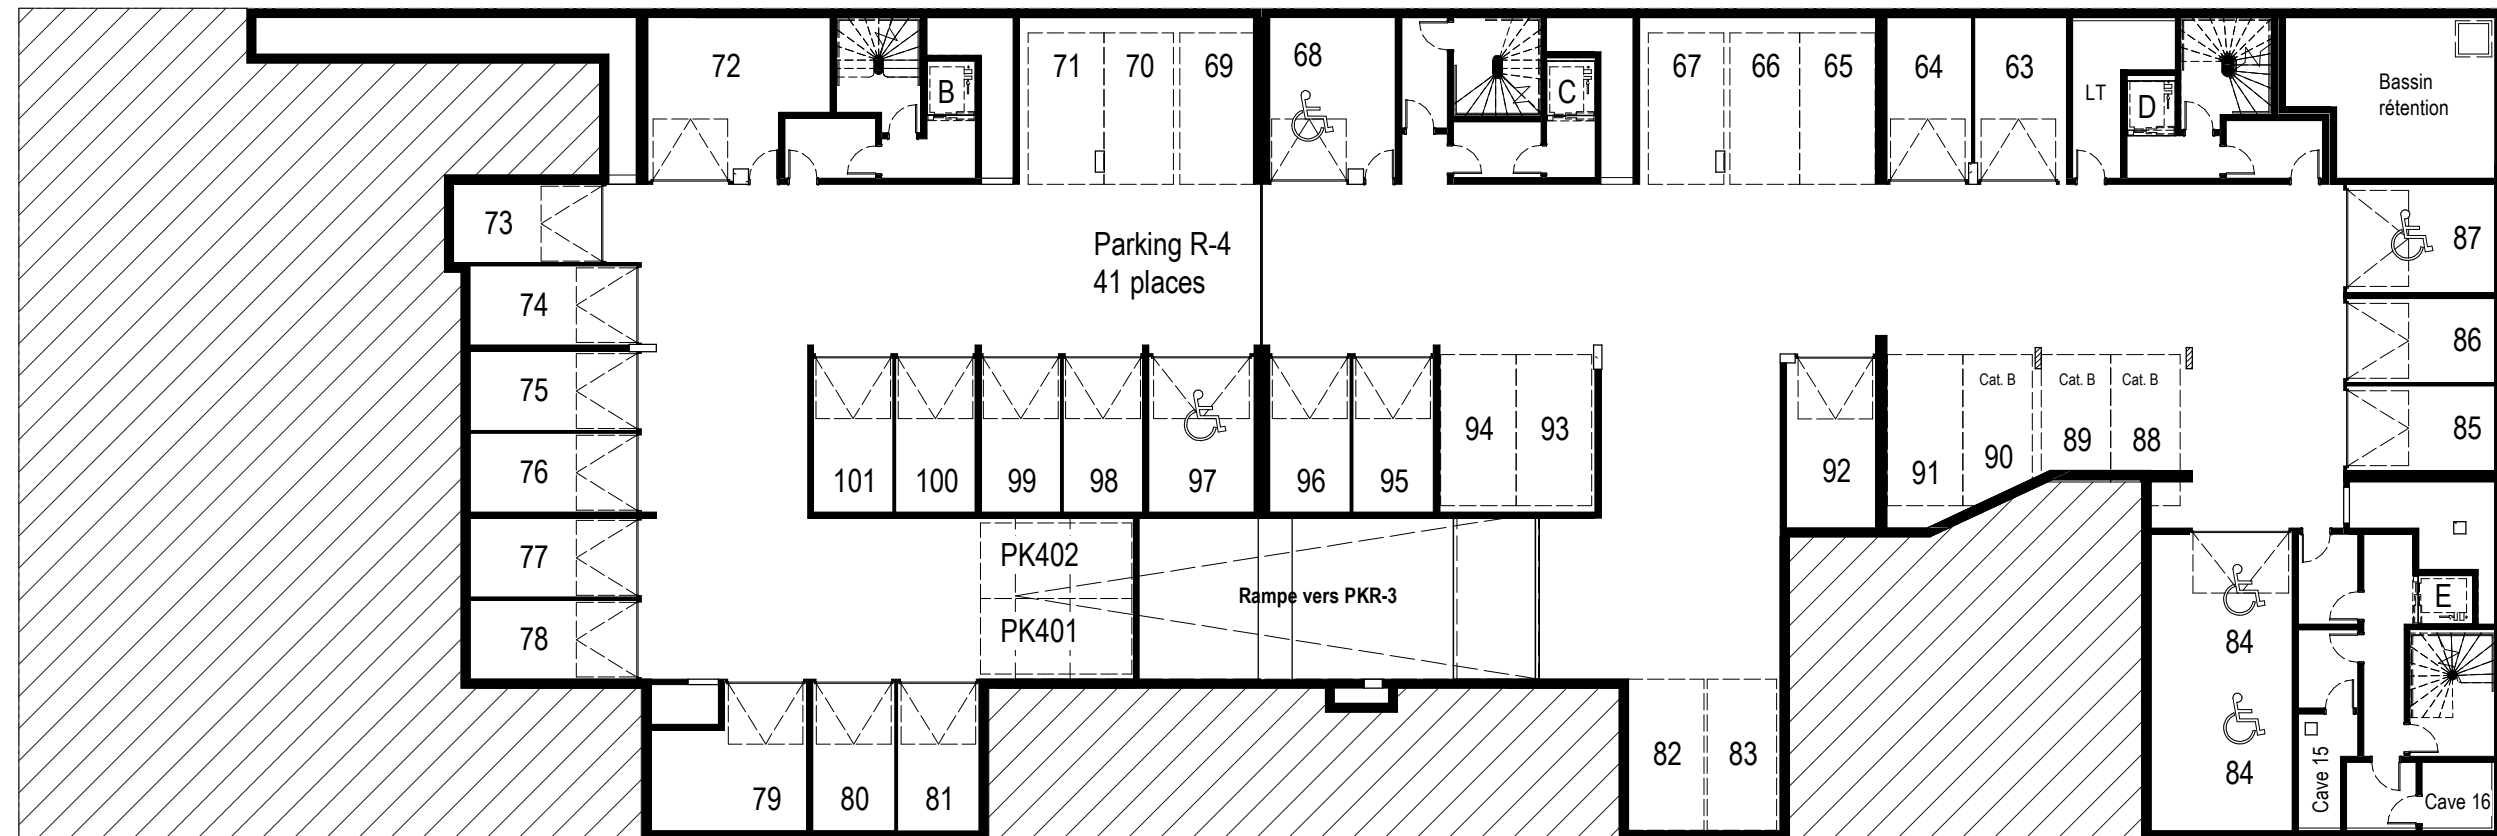 72
B
71
70
69
68
C
67
66
65
64
63
LT
D
Bassin
rétention
73
Parking R-4
41 places
87
74
86
75
Cat. B
Cat. B
Cat. B
85
94
93
91
90
89
88
76
101
100
99
98
97
96
95
92
77
PK402
Rampe vers PKR-3
78
PK401
84
E
79
80
81
82
83
84
Cave 15
Cave 16